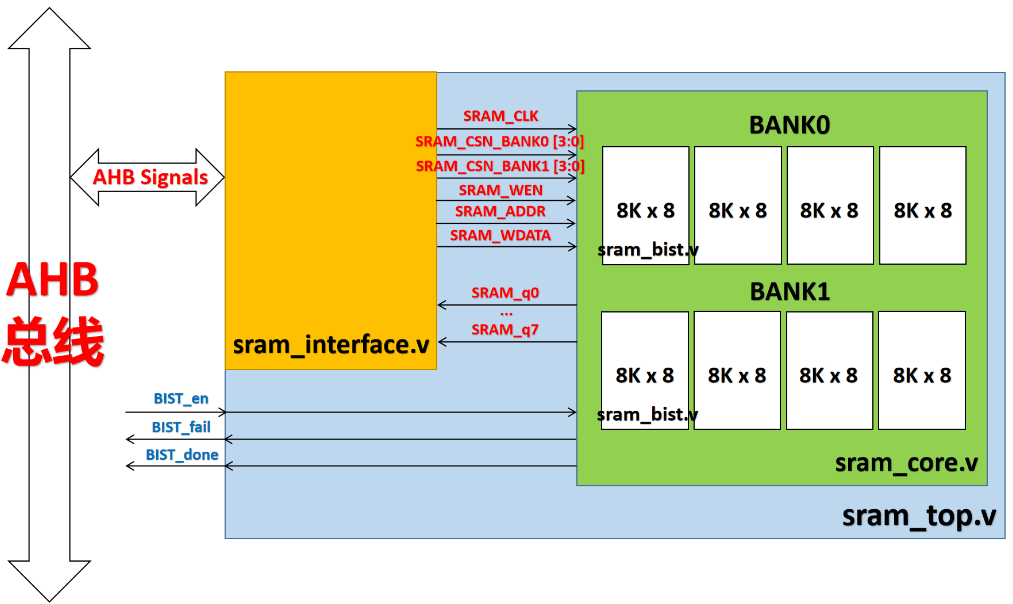 AHB
总线
AHB Signals
sram_interface.v
SRAM_CLK
SRAM_CSN_BANK0 [3:0]
SRAM_CSN_BANK1 [3:0]
SRAM_WEN
SRAM_ADDR
SRAM_WDATA
SRAM_q0
...
SRAM_q7
BIST_en
BIST_fail
BIST_done
BANK0
8K x 8
8K x 8
8K x 8
8K x 8
sram_bist.v
BANK1
8K x 8
8K x 8
8K x 8
8K x 8
sram_bist.v
sram_core.v
sram_top.v